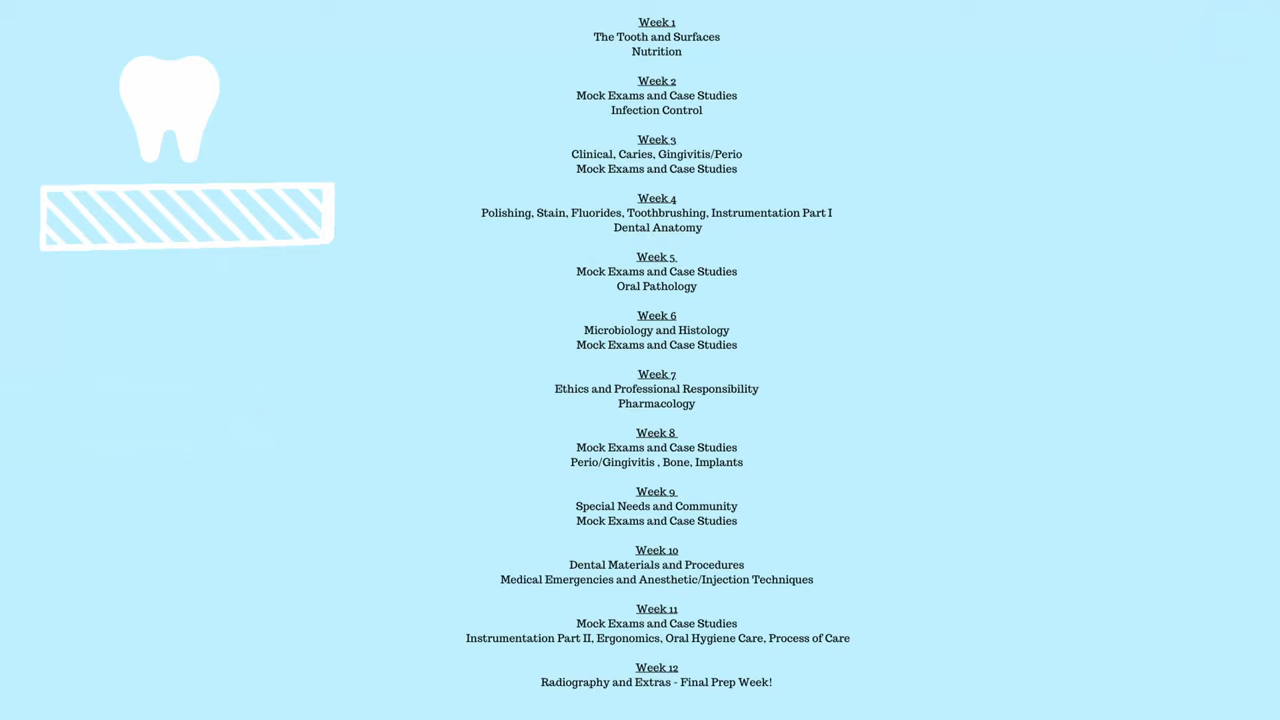 Week 1
The Tooth and Surfaces
Nutrition
Week 2
Mock Exams and Case Studies
Infection Control
Week 3
Clinical, Caries, Gingivitis/Perio
Mock Exams and Case Studies
Week 4
Polishing, Stain, Fluorides, Toothbrushing, Instrumentation Part I
Dental Anatomy
Week 5
Mock Exams and Case Studies
Oral Pathology
Week 6
Microbiology and Histology
Mock Exams and Case Studies
Week 7
Ethics and Professional Responsibility
Pharmacology
Week 8
Mock Exams and Case Studies
Perio/Gingivitis , Bone, Implants
Week 9
Special Needs and Community
Mock Exams and Case Studies
Week 10
Dental Materials and Procedures
Medical Emergencies and Anesthetic/Injection Techniques
Week 11
Mock Exams and Case Studies
Instrumentation Part II, Ergonomics, Oral Hygiene Care, Process of Care
Week 12
Radiography and Extras - Final Prep Week!